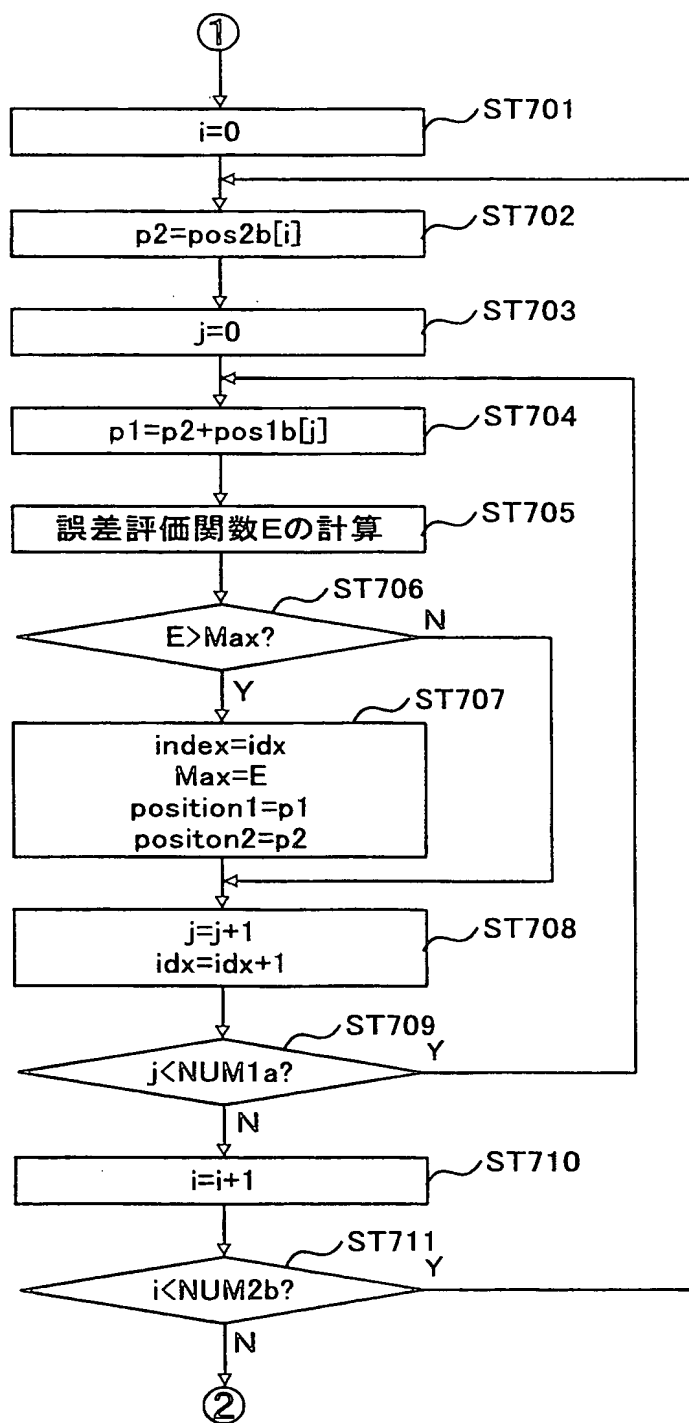 ①
ST701
i=0
ST702
p2=pos2b[i]
ST703
j=0
ST704
p1=p2+pos1b[j]
ST705
誤差評価関数Eの計算
ST706
E>Max?
N
Y
ST707
index=idx
Max=E
position1=p1
positon2=p2
ST708
j=j+1
idx=idx+1
ST709
j<NUM1a?
Y
N
ST710
i=i+1
ST711
i<NUM2b?
Y
N
②